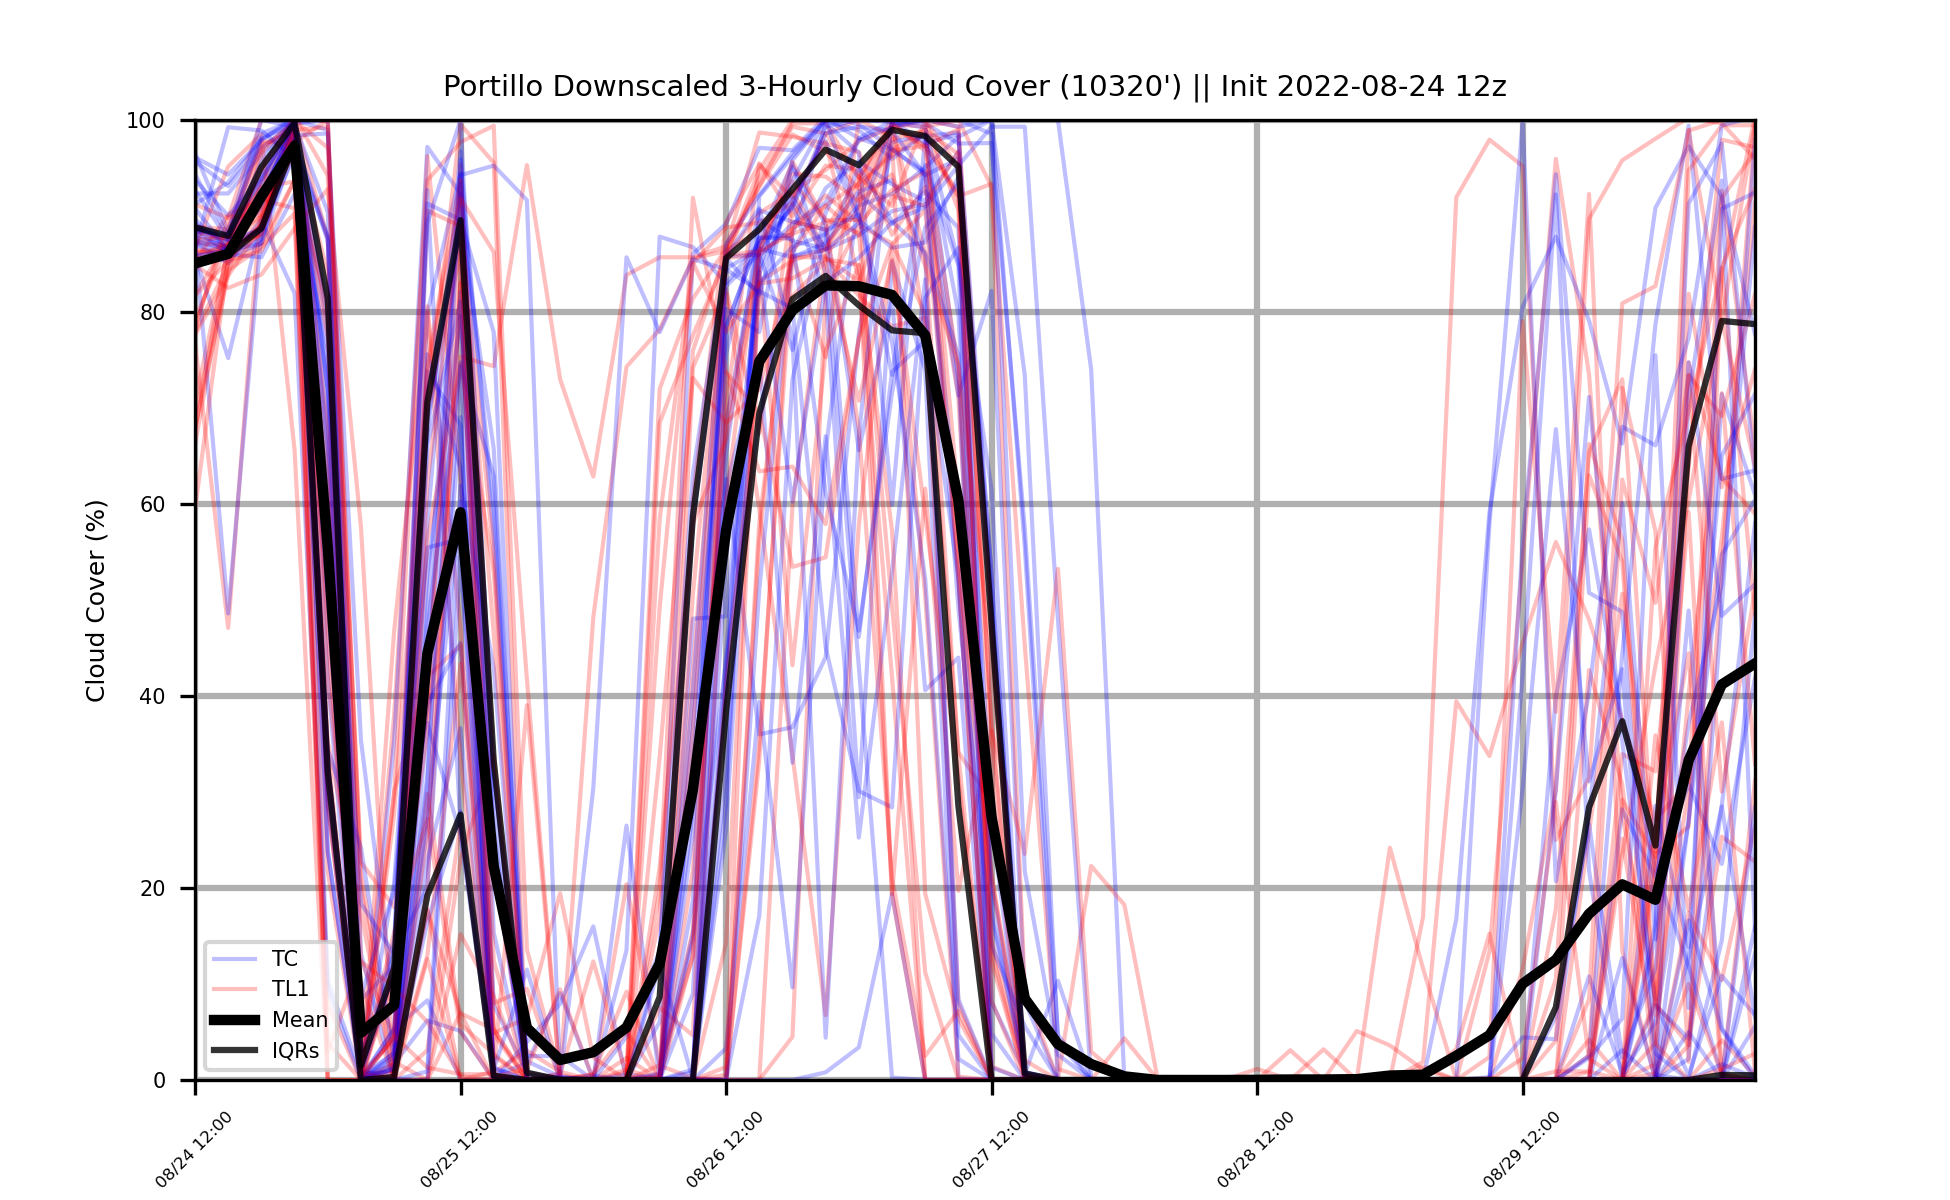 Portillo Downscaled 3-Hourly Cloud Cover (10320') || Init 2022-08-24 12z
Cloud Cover (%)
100
80
60
40
20
0
TC
TL1
Mean
IQRs
08/24 12:00
08/25 12:00
08/26 12:00
08/27 12:00
08/28 12:00
08/29 12:00